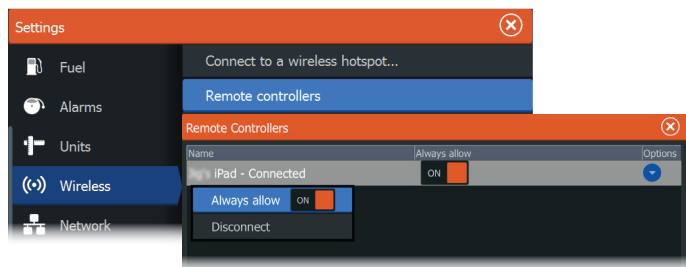 Settings
Fuel
Alarms
Units
Wireless
Network
Connect to a wireless hotspot...
Remote controllers
Remote Controllers
Name Always allow Options
iPad - Connected ON
Always allow ON
Disconnect